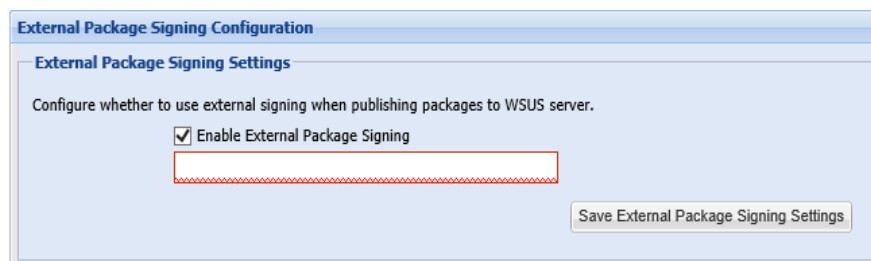 External Package Signing Configuration
External Package Signing Settings
Configure whether to use external signing when publishing packages to WSUS server.
Enable External Package Signing
Save External Package Signing Settings